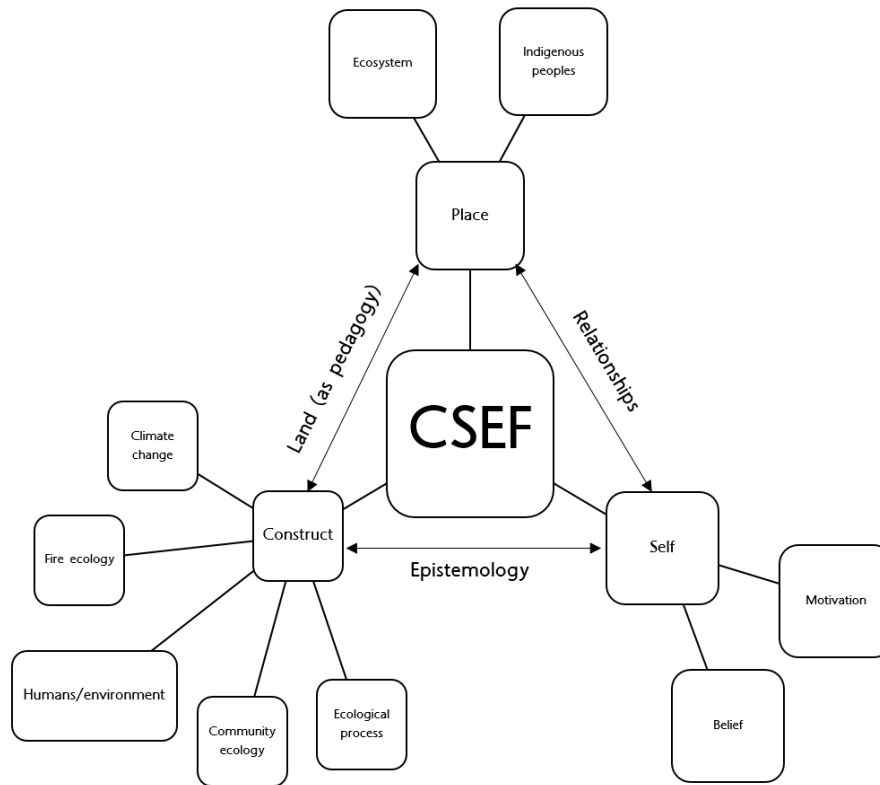 Ecosystem
Indigenous
peoples
Place
Land (as pedagogy)
Relationships
CSEF
Climate
change
Construct
Self
Fire ecology
Epistemology
Motivation
Humans/environment
Community
ecology
Ecological
process
Belief